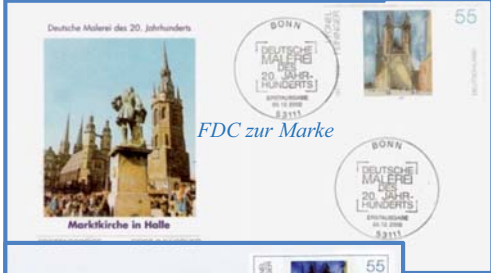 Deutsche Malerei des 20. Jahrhunderts
BONN
DEUTSCHE
MALEREI
DES
20. JAHR-
HUNDERTS
ERSTAUSGABE
53111
55
DEUTSCHLAND
FDC zur Marke
BONN
DEUTSCHE
MALEREI
DES
20. JAHR-
HUNDERTS
ERSTAUSGABE
53111
Marktkirche in Halle
55